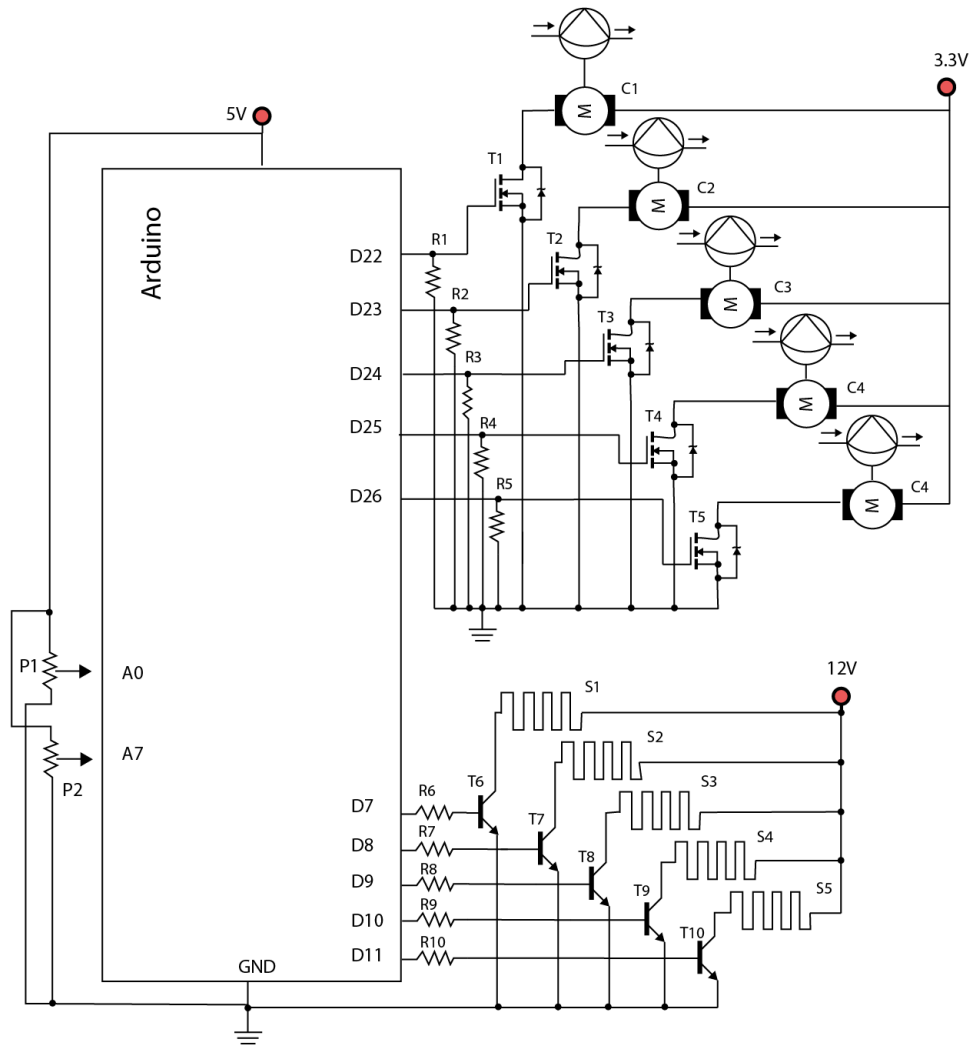 C1
3.3V
5V
T1
C2
Arduino
D22
R1
T2
C3
D23
R2
T3
D24
R3
C4
D25
R4
T4
D26
R5
C4
T5
P1
A0
12V
S1
A7
S2
P2
D7
R6
T6
S3
D8
R7
T7
S4
D9
R8
T8
S5
D10
R9
T9
D11
R10
T10
GND
M
M
M
M
M